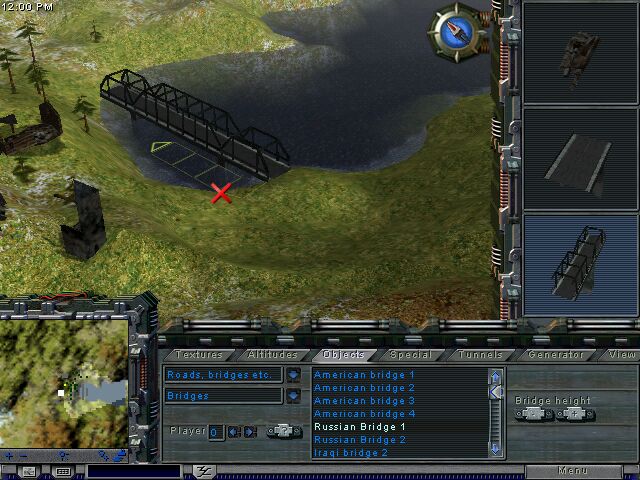 12:00 PM
Textures Altitudes Objects Special Tunnels Generator View
Roads, bridges etc.
Bridges
Player 0
American bridge 1
American bridge 2
American bridge 3
American bridge 4
Russian Bridge 1
Russian Bridge 2
Iraqi bridge 2
Bridge height
- +
+ -
Menu